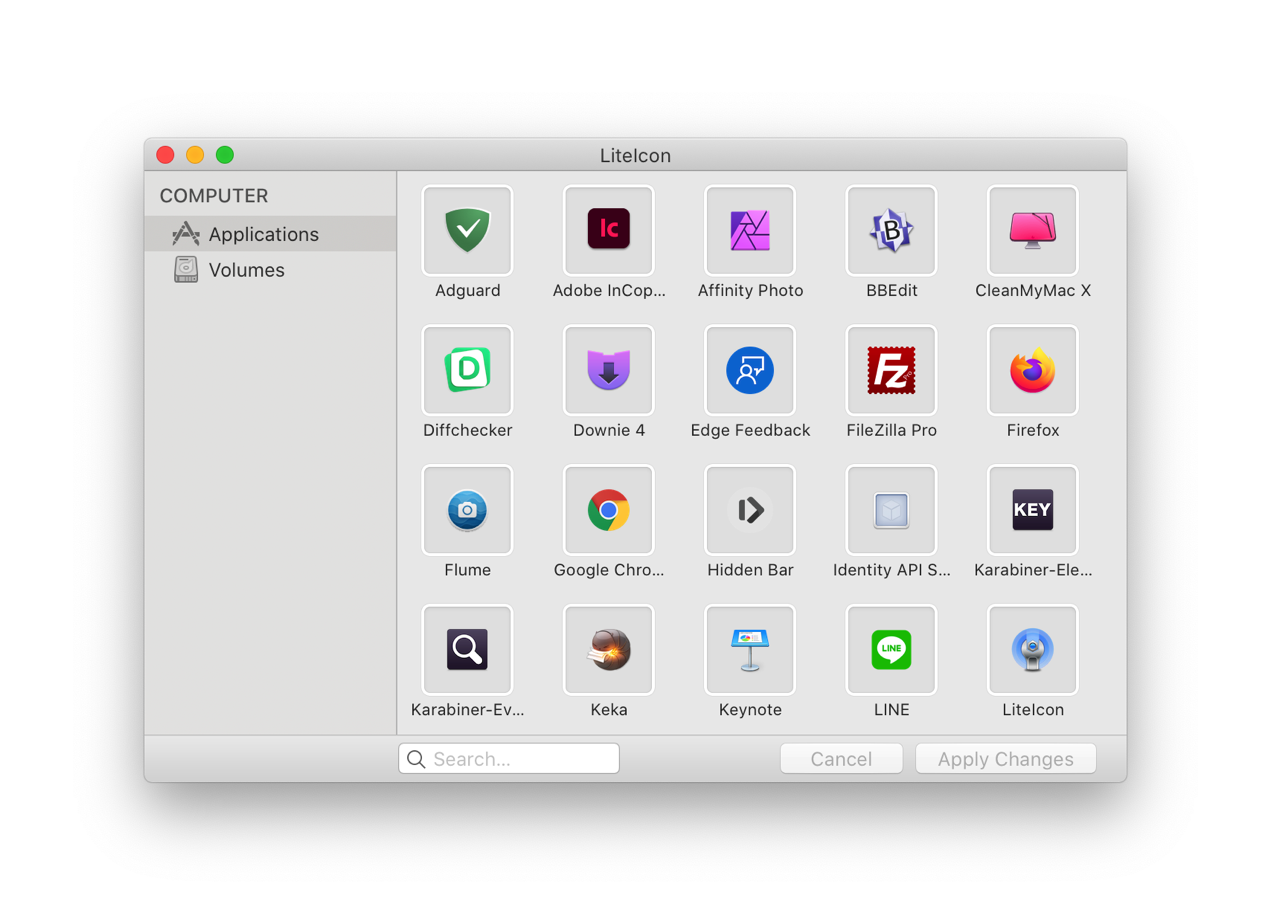 LiteIcon
COMPUTER
Applications
Volumes
Ic
B
Adguard
Adobe InCop...
Affinity Photo
BBEdit
CleanMyMac X
D
Fz
Diffchecker
Downie 4
Edge Feedback
FileZilla Pro
Firefox
KEY
Flume
Google Chro...
Hidden Bar
Identity API S...
Karabiner-Ele...
LINE
Karabiner-Ev...
Keka
Keynote
LINE
LiteIcon
Search...
Cancel
Apply Changes